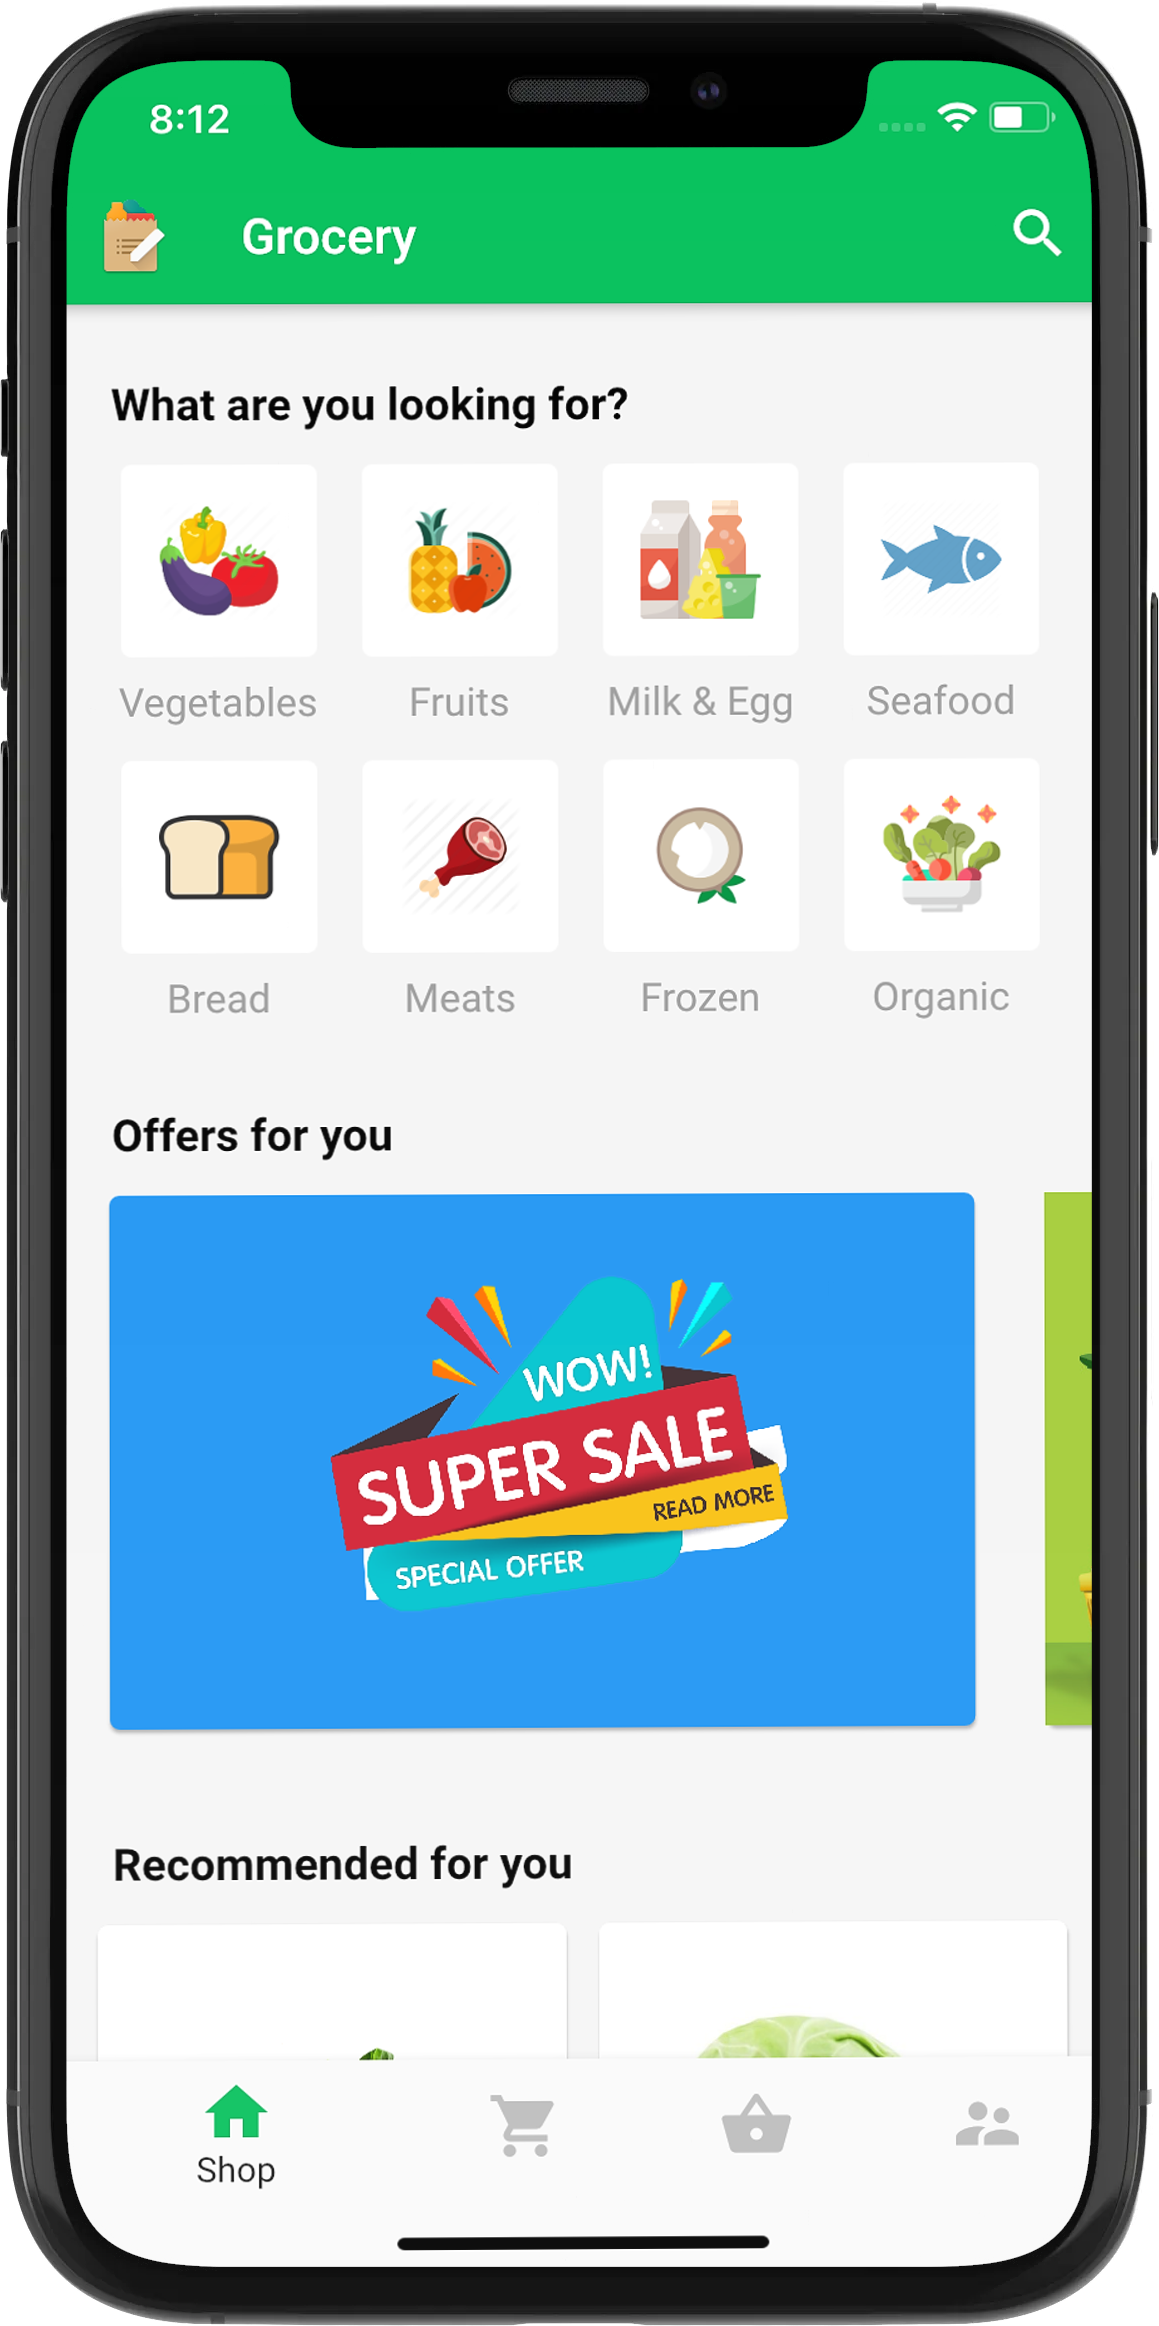 8:12
Grocery
What are you looking for?
Vegetables Fruits Milk & Egg Seafood
Bread Meats Frozen Organic
Offers for you
WOW!
SUPER SALE
READ MORE
SPECIAL OFFER
Recommended for you
Shop